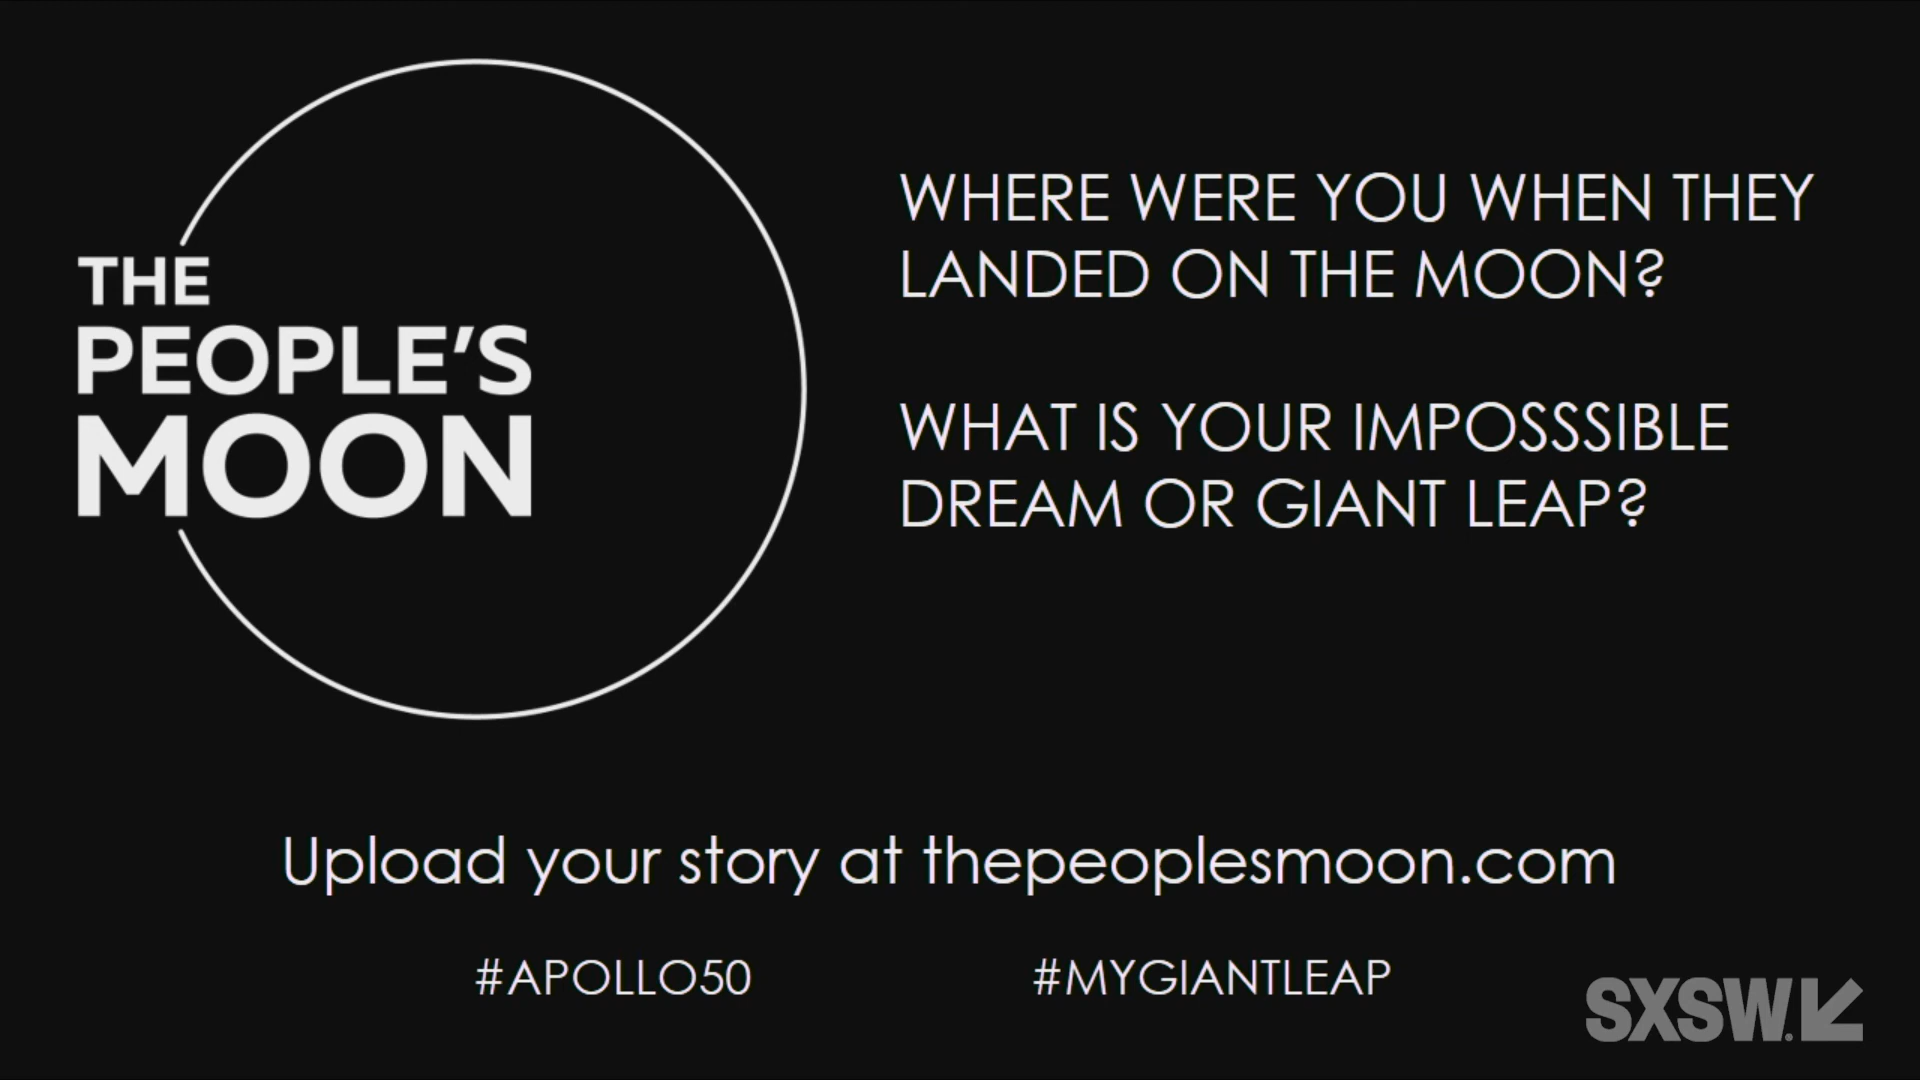 THE
PEOPLE'S
MOON
WHERE WERE YOU WHEN THEY
LANDED ON THE MOON?
WHAT IS YOUR IMPOSSSIBLE
DREAM OR GIANT LEAP?
Upload your story at thepeoplesmoon.com
#APOLLO50
#MYGIANTLEAP
SXSW.